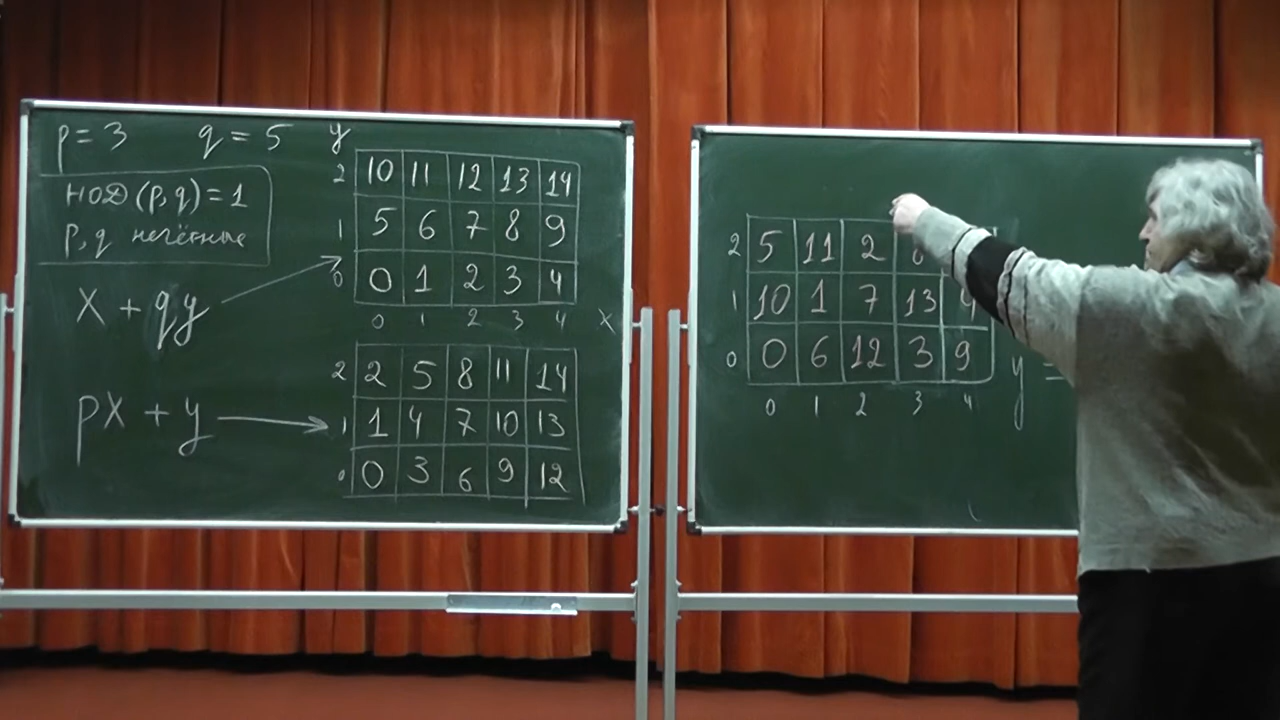 p = 3 q = 5 y
НОД (p, q) = 1
p, q нечётные
x + qy
px + y
2 10 11 12 13 14
1 5 6 7 8 9
0 0 1 2 3 4
0 1 2 3 4 x
2 2 5 8 11 14
1 1 4 7 10 13
0 0 3 6 9 12
2 5 11 2
1 10 1 7 13 4
0 0 6 12 3 9
0 1 2 3 4
y =